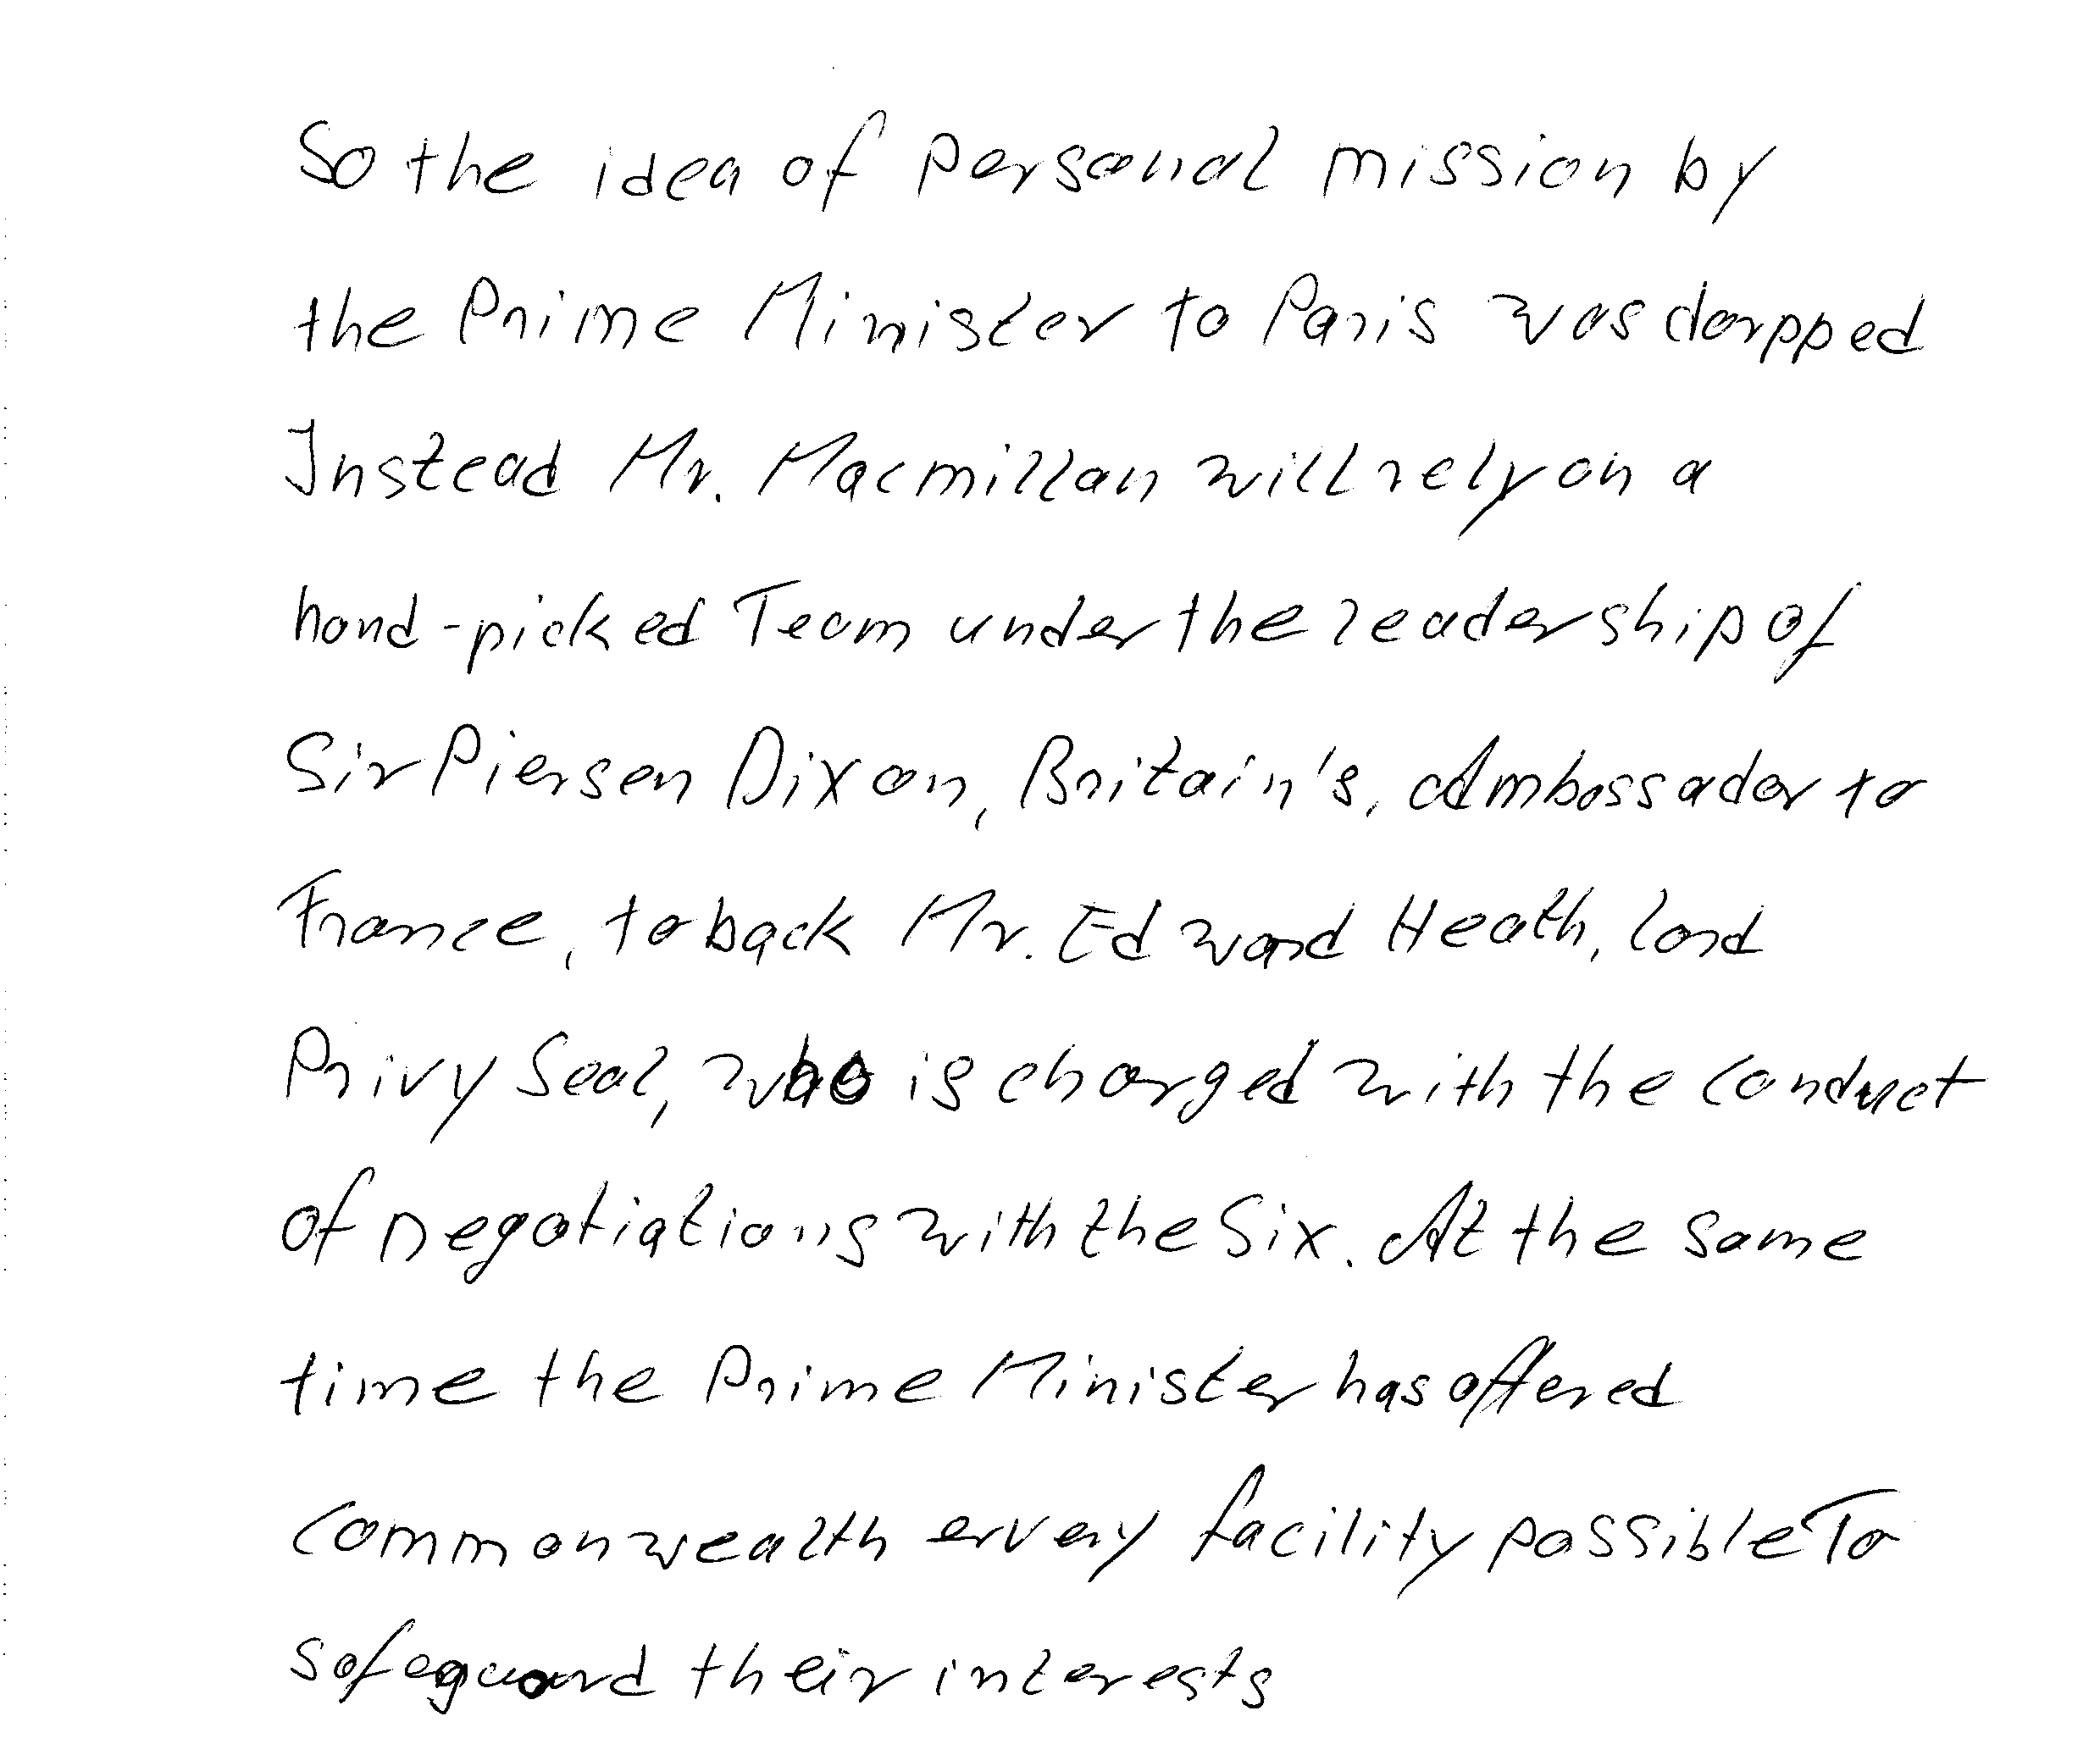 So the idea of personal mission by
the Prime Minister to Paris was dorpped
Instead Mr. Macmillan will rely on a
hand-picked Team under the leadership of
Sir Piersen Dixon, Britain's, Ambassador to
France, to back Mr. Edward Heath, Lord
Privy Seal, who is charged with the conduct
of negotiations with the Six. At the same
time the Prime Minister has offered
Commonwealth ervery facility possible To
safeguard their interests